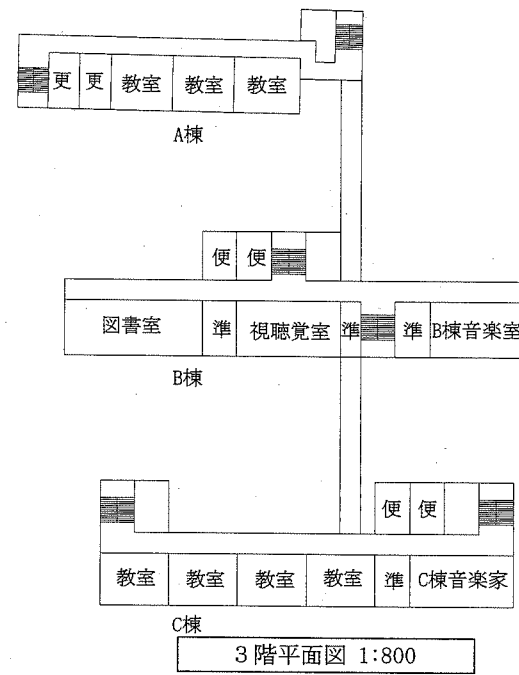 更 更 教室 教室 教室
A棟
便 便
図書室 準 視聴覚室 準 準 B棟音楽室
B棟
便 便
教室 教室 教室 教室 準 C棟音楽家
C棟
3階平面図 1:800